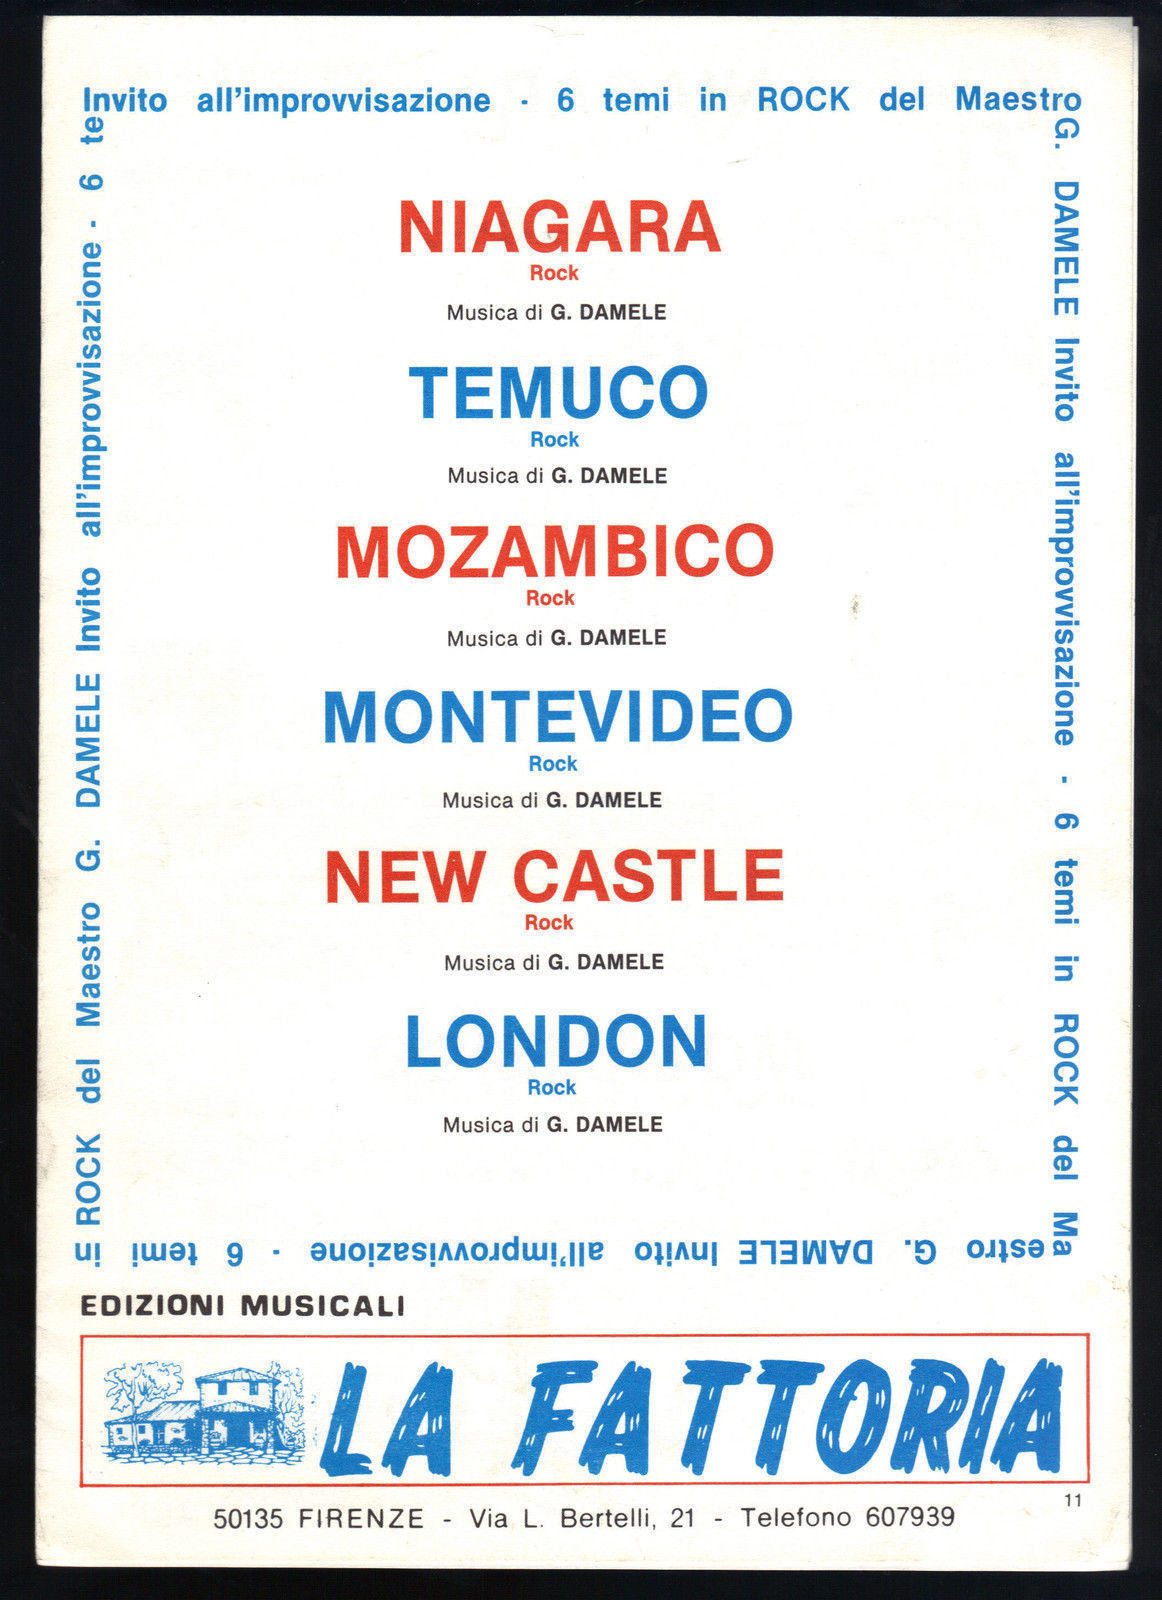 Invito all'improvvisazione - 6 temi in ROCK del Maestro
G. DAMELE Invito all'improvvisazione - 6 temi in ROCK del Ma
estro G. DAMELE Invito all'improvvisazione - 6 temi in
ROCK del Maestro G. DAMELE Invito all'improvvisazione - 6 te
NIAGARA
Rock
Musica di G. DAMELE
TEMUCO
Rock
Musica di G. DAMELE
MOZAMBICO
Rock
Musica di G. DAMELE
MONTEVIDEO
Rock
Musica di G. DAMELE
NEW CASTLE
Rock
Musica di G. DAMELE
LONDON
Rock
Musica di G. DAMELE
EDIZIONI MUSICALI
LA FATTORIA
11
50135 FIRENZE - Via L. Bertelli, 21 - Telefono 607939